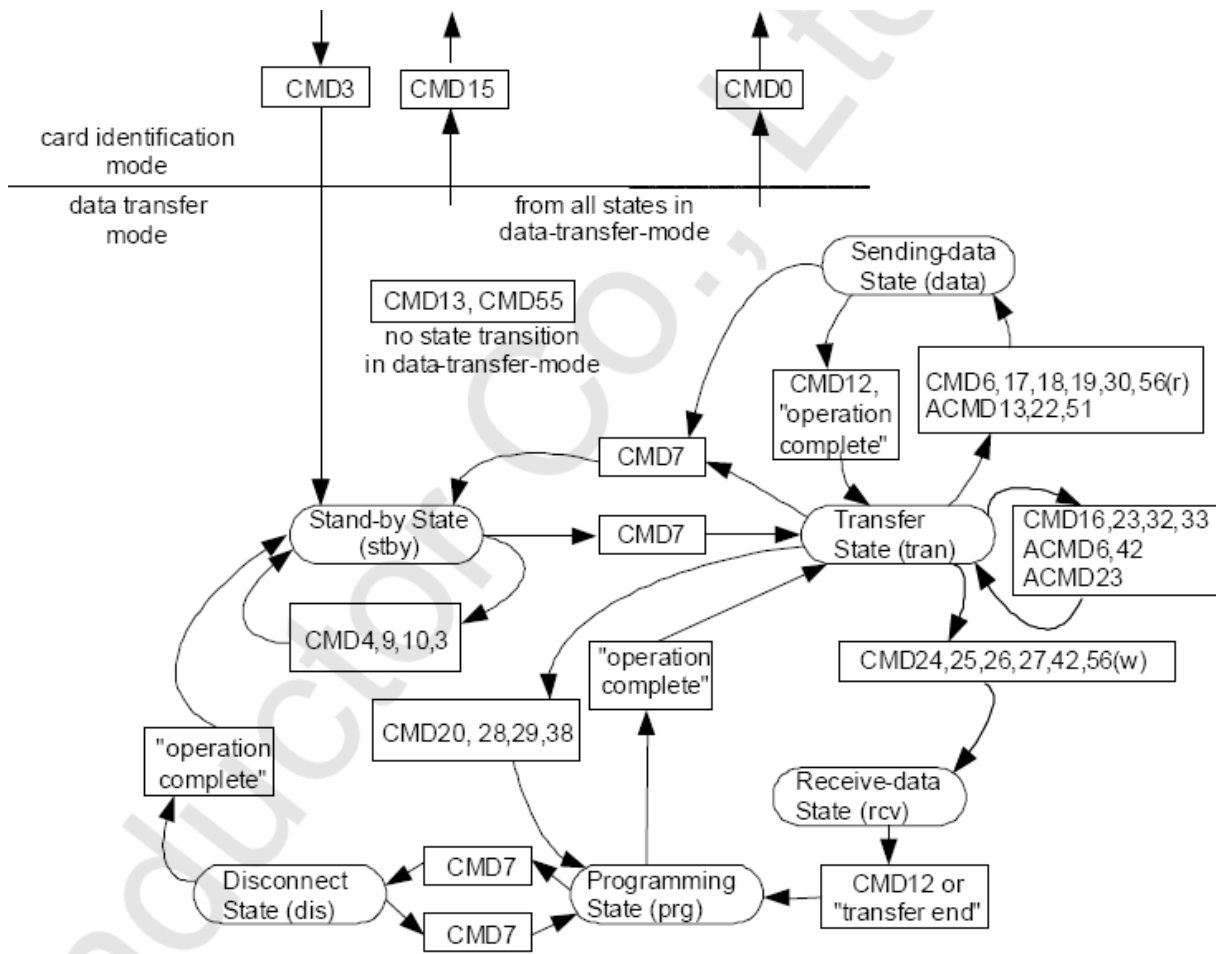 CMD3
CMD15
CMD0
card identification
mode
data transfer
mode
from all states in
data-transfer-mode
Sending-data
State (data)
CMD13, CMD55
no state transition
in data-transfer-mode
CMD12,
"operation
complete"
CMD6,17,18,19,30,56(r)
ACMD13,22,51
CMD7
Stand-by State
(stby)
CMD7
Transfer
State (tran)
CMD16,23,32,33
ACMD6,42
ACMD23
CMD4,9,10,3
"operation
complete"
CMD24,25,26,27,42,56(w)
CMD20, 28,29,38
"operation
complete"
Receive-data
State (rcv)
Disconnect
State (dis)
CMD7
CMD7
Programming
State (prg)
CMD12 or
"transfer end"
ductor Co., Ltd